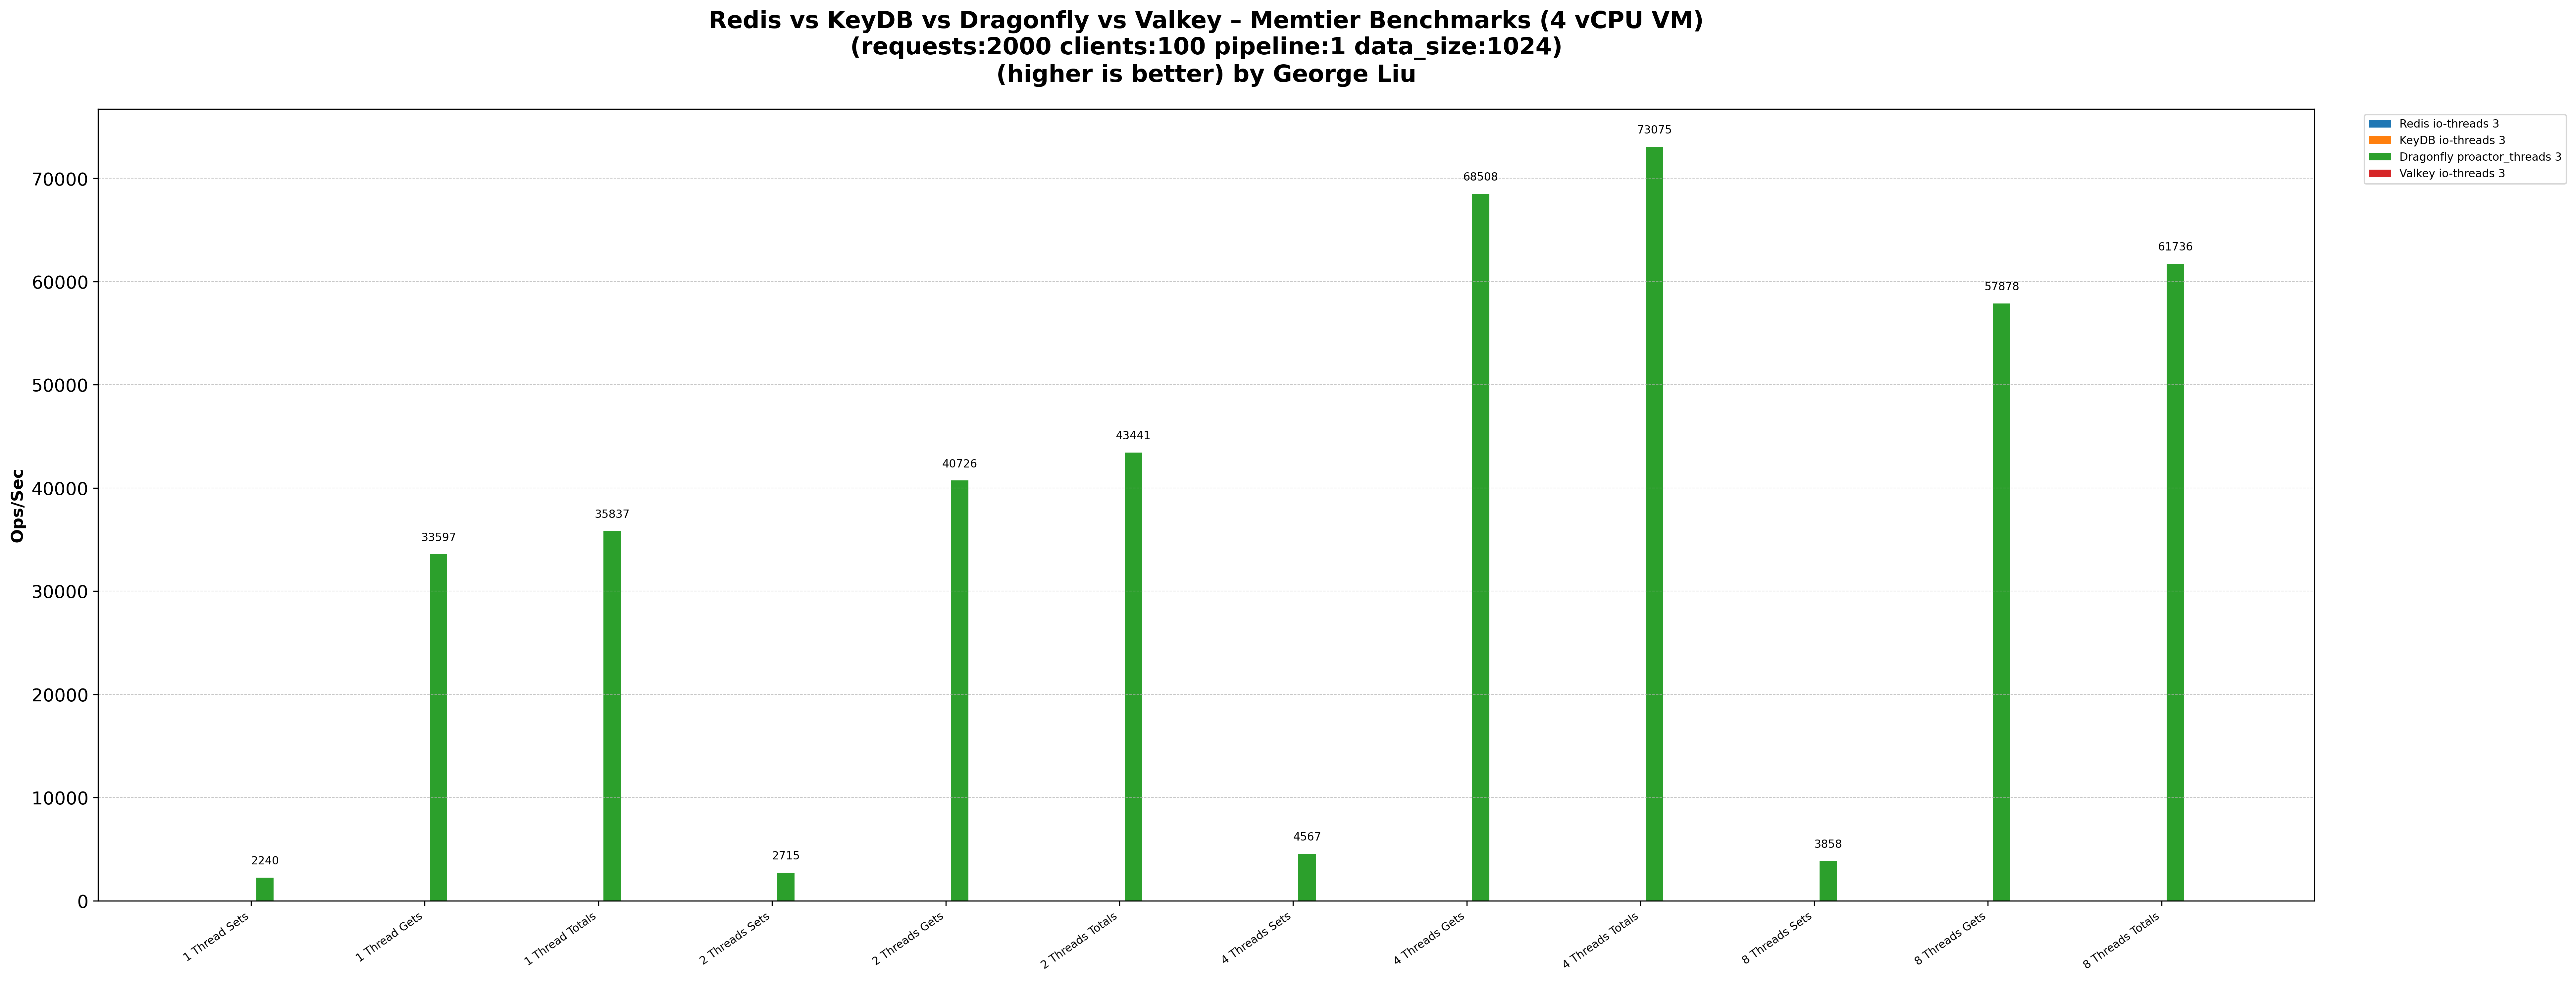 Redis vs KeyDB vs Dragonfly vs Valkey – Memtier Benchmarks (4 vCPU VM)
(requests:2000 clients:100 pipeline:1 data_size:1024)
(higher is better) by George Liu
Redis io-threads 3
KeyDB io-threads 3
Dragonfly proactor_threads 3
Valkey io-threads 3
Ops/Sec
70000
60000
50000
40000
30000
20000
10000
0
2240
33597
35837
2715
40726
43441
4567
68508
73075
3858
57878
61736
1 Thread Sets
1 Thread Gets
1 Thread Totals
2 Threads Sets
2 Threads Gets
2 Threads Totals
4 Threads Sets
4 Threads Gets
4 Threads Totals
8 Threads Sets
8 Threads Gets
8 Threads Totals